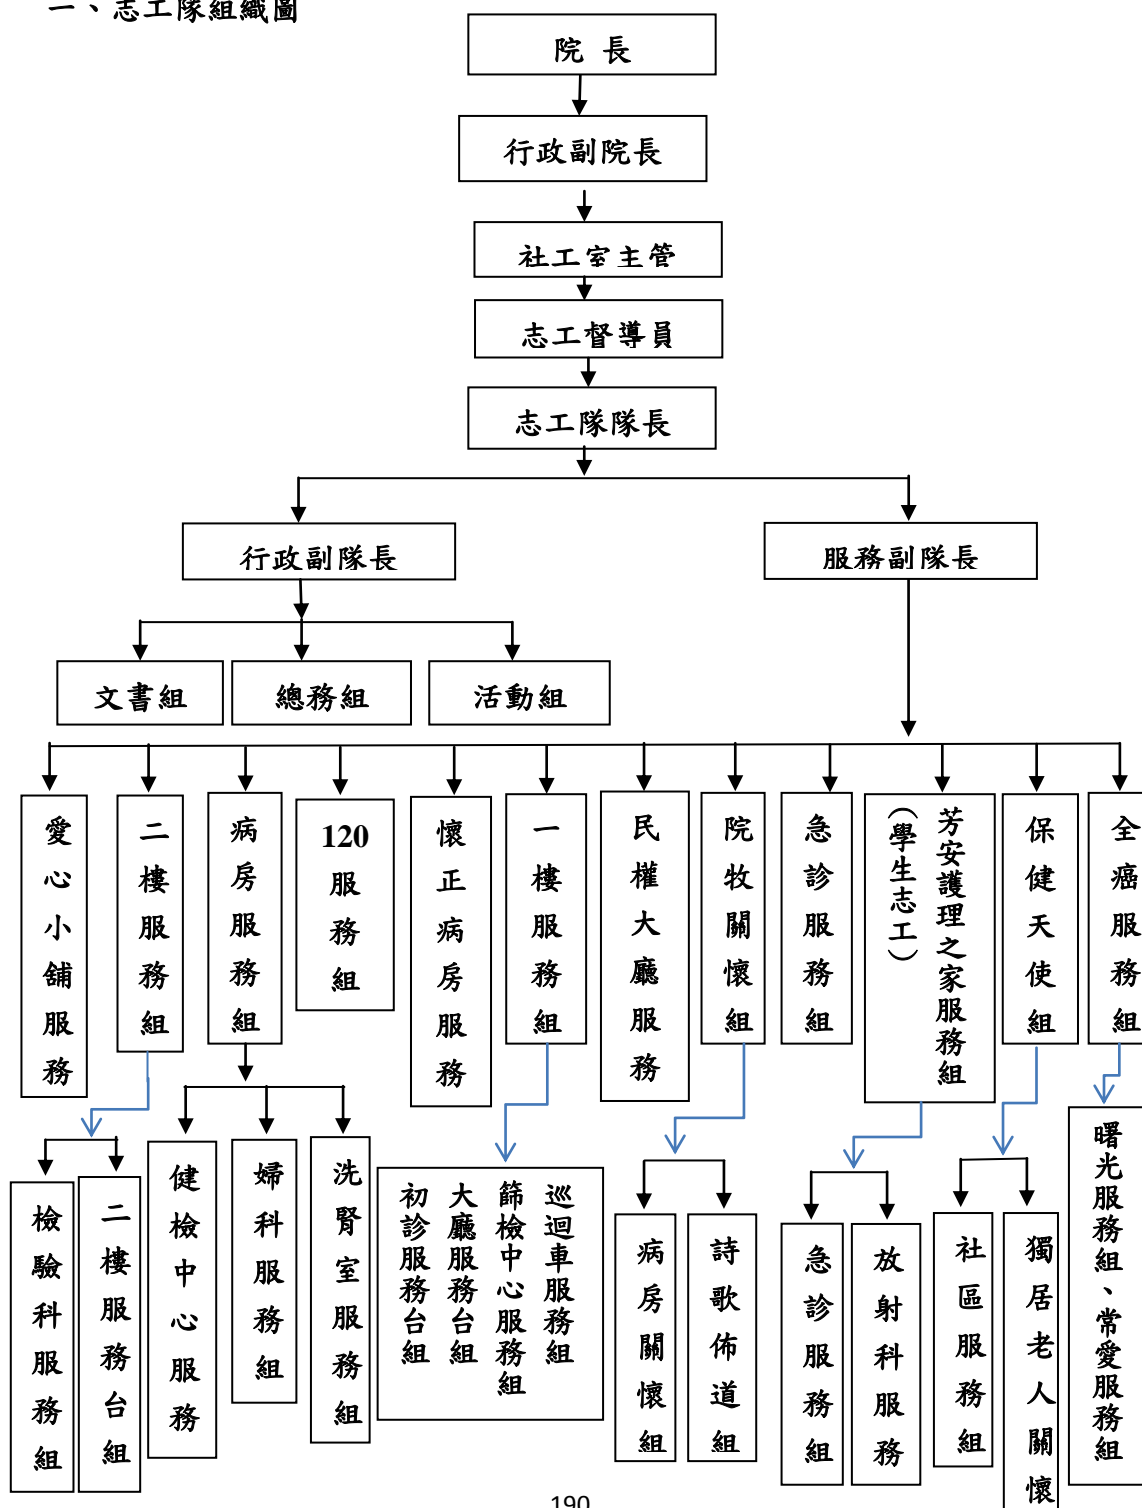 一、志工隊組織圖
院 長
行政副院長
社工室主管
志工督導員
志工隊隊長
行政副隊長
服務副隊長
文書組
總務組
活動組
愛心小舖服務
二樓服務組
病房服務組
120服務組
懷正病房服務
一樓服務組
民權大廳服務
院牧關懷組
急診服務組
芳安護理之家服務組
（學生志工）
保健天使組
全癌服務組
檢驗科服務組
二樓服務台組
健檢中心服務
婦科服務組
洗腎室服務組
巡迴車服務組
篩檢中心服務組
大廳服務台組
初診服務台組
病房關懷組
詩歌佈道組
急診服務組
放射科服務
社區服務組
獨居老人關懷
曙光服務組、常愛服務組
190